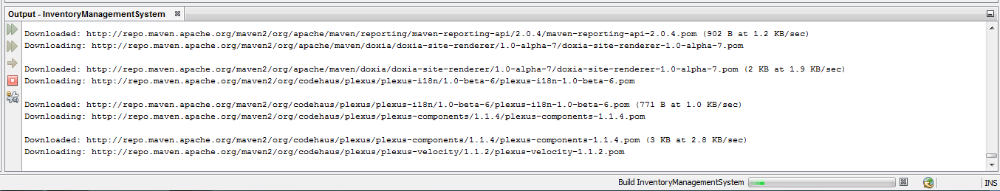 Output - InventoryManagementSystem
Downloaded: http://repo.maven.apache.org/maven2/org/apache/maven/reporting/maven-reporting-api/2.0.4/maven-reporting-api-2.0.4.pom (902 B at 1.2 KB/sec)
Downloading: http://repo.maven.apache.org/maven2/org/apache/maven/doxia/doxia-site-renderer/1.0-alpha-7/doxia-site-renderer-1.0-alpha-7.pom
Downloaded: http://repo.maven.apache.org/maven2/org/apache/maven/doxia/doxia-site-renderer/1.0-alpha-7/doxia-site-renderer-1.0-alpha-7.pom (2 KB at 1.9 KB/sec)
Downloading: http://repo.maven.apache.org/maven2/org/codehaus/plexus/plexus-i18n/1.0-beta-6/plexus-i18n-1.0-beta-6.pom
Downloaded: http://repo.maven.apache.org/maven2/org/codehaus/plexus/plexus-i18n/1.0-beta-6/plexus-i18n-1.0-beta-6.pom (771 B at 1.0 KB/sec)
Downloading: http://repo.maven.apache.org/maven2/org/codehaus/plexus/plexus-components/1.1.4/plexus-components-1.1.4.pom
Downloaded: http://repo.maven.apache.org/maven2/org/codehaus/plexus/plexus-components/1.1.4/plexus-components-1.1.4.pom (3 KB at 2.8 KB/sec)
Downloading: http://repo.maven.apache.org/maven2/org/codehaus/plexus/plexus-velocity/1.1.2/plexus-velocity-1.1.2.pom
Build InventoryManagementSystem
INS